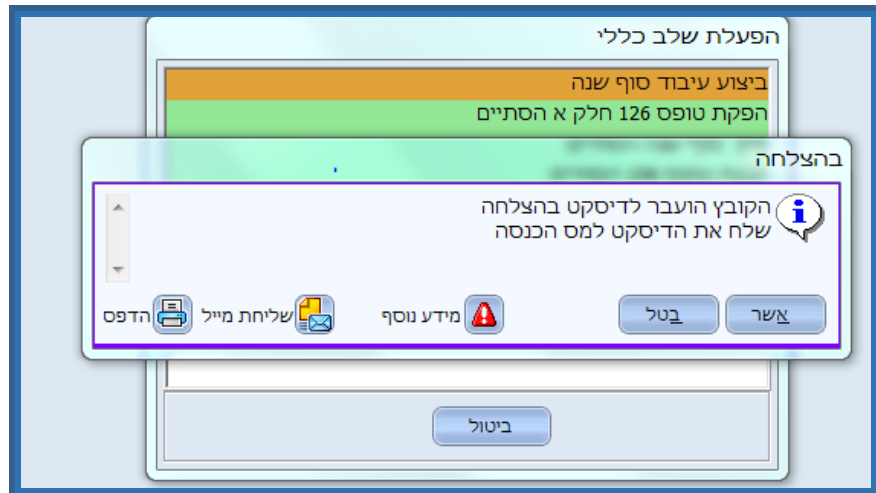 הפעלת שלב כללי
ביצוע עיבוד סוף שנה
הפקת טופס 126 חלק א הסתיים
בהצלחה
הקובץ הועבר לדיסקט בהצלחה
שלח את הדיסקט למס הכנסה
אשר
בטל
מידע נוסף
שליחת מייל
הדפס
ביטול